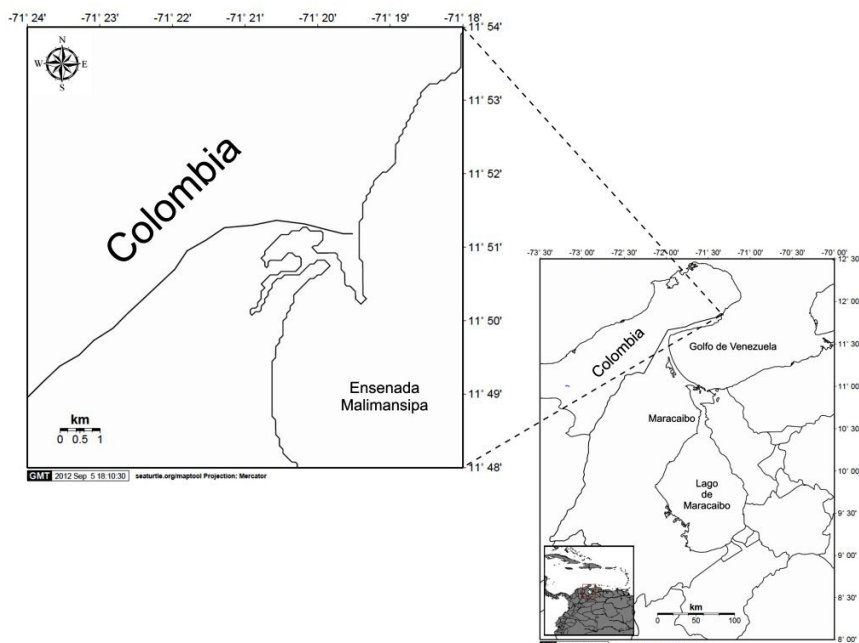 -71° 24' -71° 23' -71° 22' -71° 21' -71° 20' -71° 19' -71° 18'
11° 54'
N
W E
S
11° 53'
11° 52'
Colombia
11° 51'
11° 50'
Ensenada
Malimansipa
11° 49'
km
0 0.5 1
11° 48'
GMT 2012 Sep 5 18:10:30 seaturtle.org/maptool Projection: Mercator
-73° 30' -73° 00' -72° 30' -72° 00' -71° 30' -71° 00' -70° 30' -70° 00'
12° 30'
12° 00'
Colombia
Golfo de Venezuela
11° 30'
11° 00'
Maracaibo
10° 30'
10° 00'
Lago
de
Maracaibo
9° 30'
9° 00'
8° 30'
km
0 50 100
8° 00'